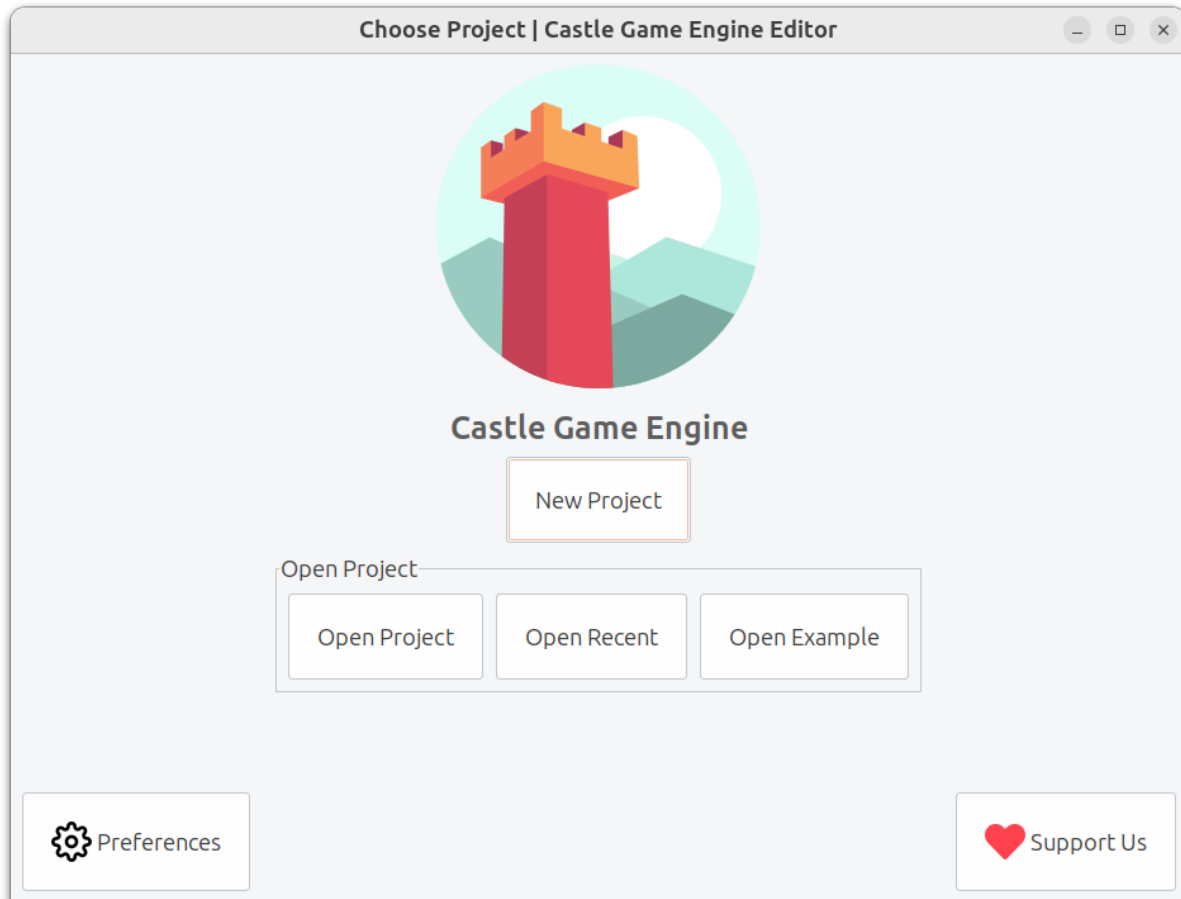 Choose Project | Castle Game Engine Editor
Castle Game Engine
New Project
Open Project
Open Project Open Recent Open Example
Preferences Support Us